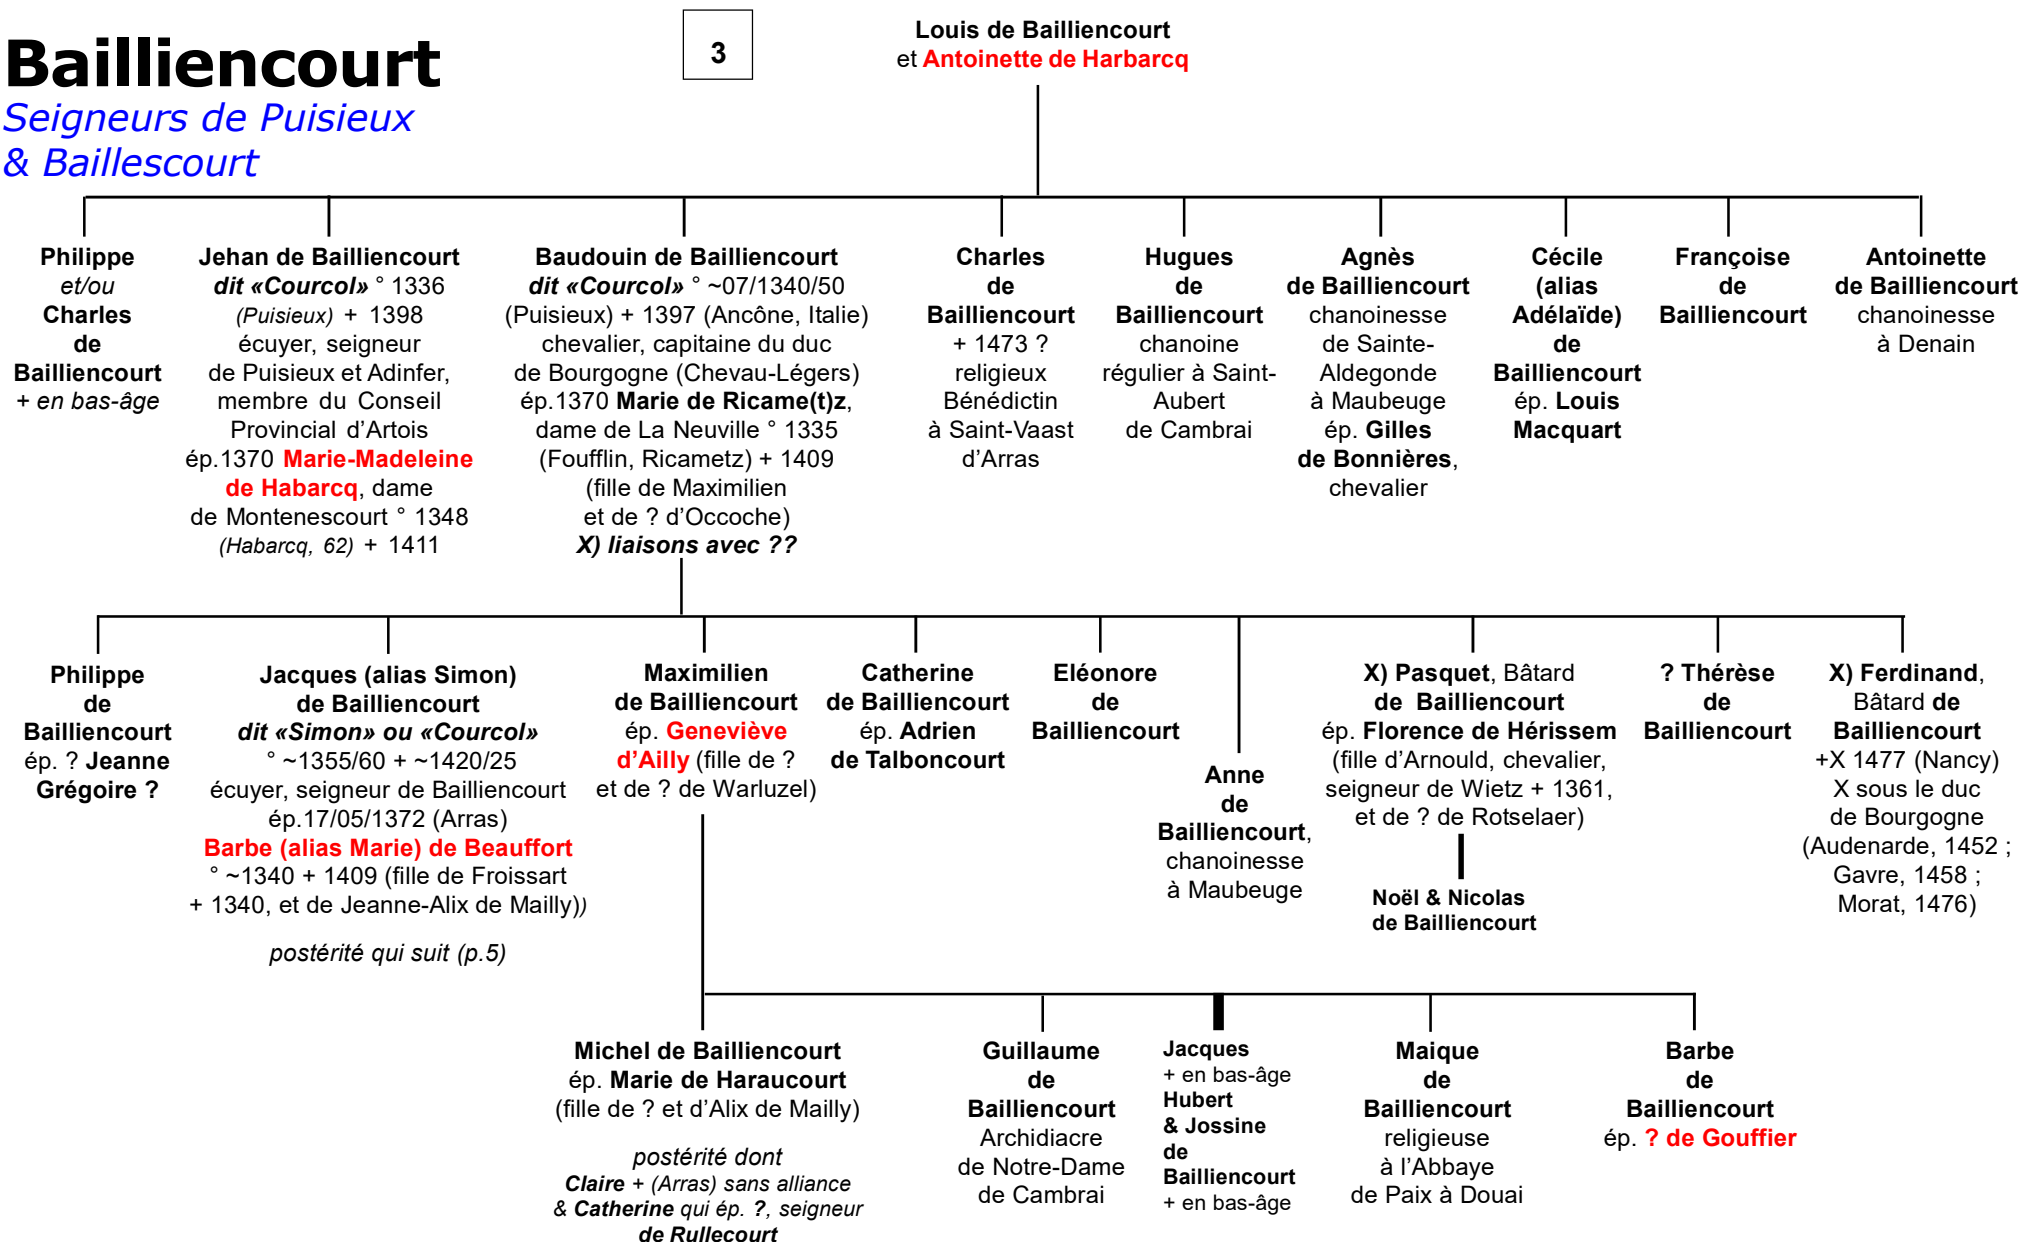 Bailliencourt
Seigneurs de Puisieux
& Baillescourt
3
Louis de Bailliencourt
et Antoinette de Harbarcq
Philippe
et/ou
Charles
de
Bailliencourt
+ en bas-âge
Jehan de Bailliencourt
dit «Courcol» ° 1336
(Puisieux) + 1398
écuyer, seigneur
de Puisieux et Adinfer,
membre du Conseil
Provincial d’Artois
ép.1370 Marie-Madeleine
de Habarcq, dame
de Montenescourt ° 1348
(Habarcq, 62) + 1411
Baudouin de Bailliencourt
dit «Courcol» ° ~07/1340/50
(Puisieux) + 1397 (Ancône, Italie)
chevalier, capitaine du duc
de Bourgogne (Chevau-Légers)
ép.1370 Marie de Ricame(t)z,
dame de La Neuville ° 1335
(Foufflin, Ricametz) + 1409
(fille de Maximilien
et de ? d’Occoche)
X) liaisons avec ??
Charles
de
Bailliencourt
+ 1473 ?
religieux
Bénédictin
à Saint-Vaast
d’Arras
Hugues
de
Bailliencourt
chanoine
régulier à Saint-
Aubert
de Cambrai
Agnès
de Bailliencourt
chanoinesse
de Sainte-
Aldegonde
à Maubeuge
ép. Gilles
de Bonnières,
chevalier
Cécile
(alias
Adélaïde)
de
Bailliencourt
ép. Louis
Macquart
Françoise
de
Bailliencourt
Antoinette
de Bailliencourt
chanoinesse
à Denain
Philippe
de
Bailliencourt
ép. ? Jeanne
Grégoire ?
Jacques (alias Simon)
de Bailliencourt
dit «Simon» ou «Courcol»
° ~1355/60 + ~1420/25
écuyer, seigneur de Bailliencourt
ép.17/05/1372 (Arras)
Barbe (alias Marie) de Beauffort
° ~1340 + 1409 (fille de Froissart
+ 1340, et de Jeanne-Alix de Mailly))
postérité qui suit (p.5)
Maximilien
de Bailliencourt
ép. Geneviève
d’Ailly (fille de ?
et de ? de Warluzel)
Catherine
de Bailliencourt
ép. Adrien
de Talboncourt
Eléonore
de
Bailliencourt
Anne
de
Bailliencourt,
chanoinesse
à Maubeuge
X) Pasquet, Bâtard
de Bailliencourt
ép. Florence de Hérissem
(fille d’Arnould, chevalier,
seigneur de Wietz + 1361,
et de ? de Rotselaer)
Noël & Nicolas
de Bailliencourt
? Thérèse
de
Bailliencourt
X) Ferdinand,
Bâtard de
Bailliencourt
+X 1477 (Nancy)
X sous le duc
de Bourgogne
(Audenarde, 1452 ;
Gavre, 1458 ;
Morat, 1476)
Michel de Bailliencourt
ép. Marie de Haraucourt
(fille de ? et d’Alix de Mailly)
postérité dont
Claire + (Arras) sans alliance
& Catherine qui ép. ?, seigneur
de Rullecourt
Guillaume
de
Bailliencourt
Archidiacre
de Notre-Dame
de Cambrai
Jacques
+ en bas-âge
Hubert
& Jossine
de
Bailliencourt
+ en bas-âge
Maique
de
Bailliencourt
religieuse
à l’Abbaye
de Paix à Douai
Barbe
de
Bailliencourt
ép. ? de Gouffier